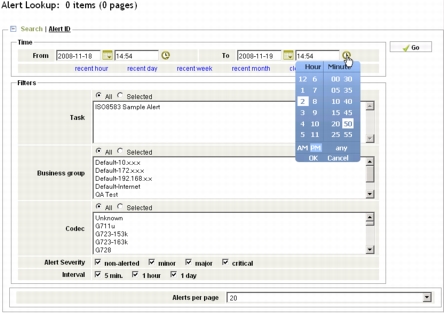 Alert Lookup: 0 items (0 pages)
Search | Alert ID
Time
From 2008-11-18 14:54 To 2008-11-19 14:54
Go
recent hour recent day recent week recent month
Hour Minute
12 6 00 30
1 7 05 35
2 8 10 40
3 9 15 45
4 10 20 50
5 11 25 55
AM PM any
OK Cancel
Filters
All Selected
Task
ISO8583 Sample Alert
All Selected
Business group
Default-10.x.x.x
Default-172.x.x.x
Default-192.168.x.x
Default-Internet
QA Test
All Selected
Codec
Unknown
G711u
G723-153k
G723-163k
G728
Alert Severity non-alerted minor major critical
Interval 5 min. 1 hour 1 day
Alerts per page 20